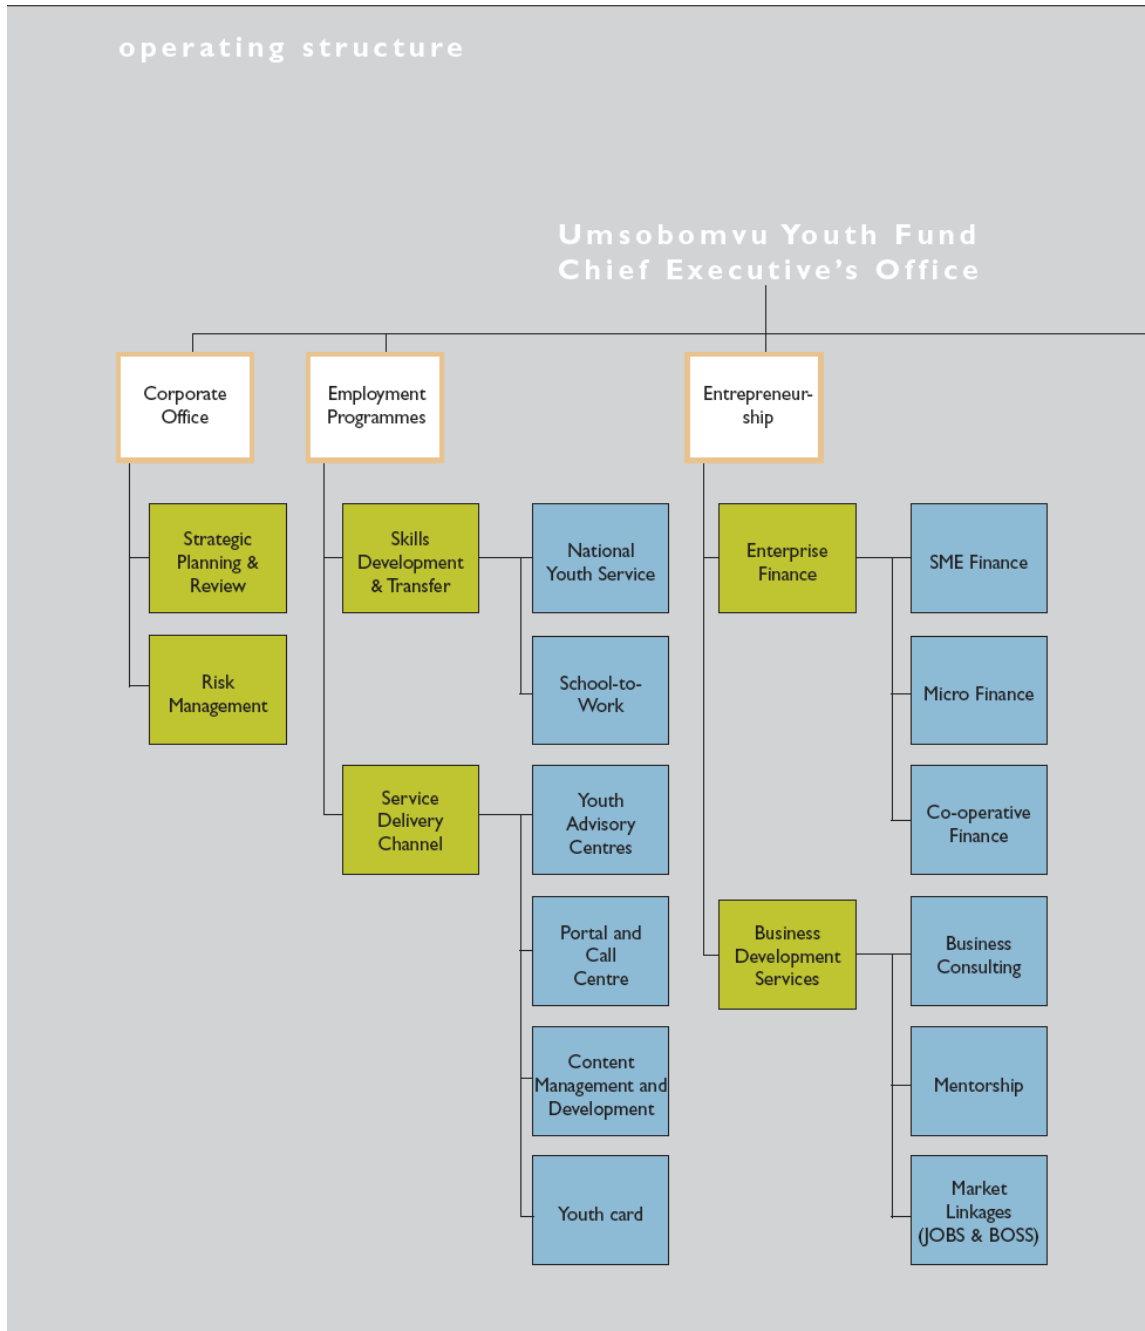 operating structure
Umsobomvu Youth Fund
Chief Executive's Office
Corporate
Office
Employment
Programmes
Entrepreneur-
ship
Strategic
Planning &
Review
Skills
Development
& Transfer
National
Youth Service
Enterprise
Finance
SME Finance
Risk
Management
School-to-
Work
Micro Finance
Service
Delivery
Channel
Youth
Advisory
Centres
Co-operative
Finance
Portal and
Call
Centre
Business
Development
Services
Business
Consulting
Content
Management and
Development
Mentorship
Youth card
Market
Linkages
(JOBS & BOSS)